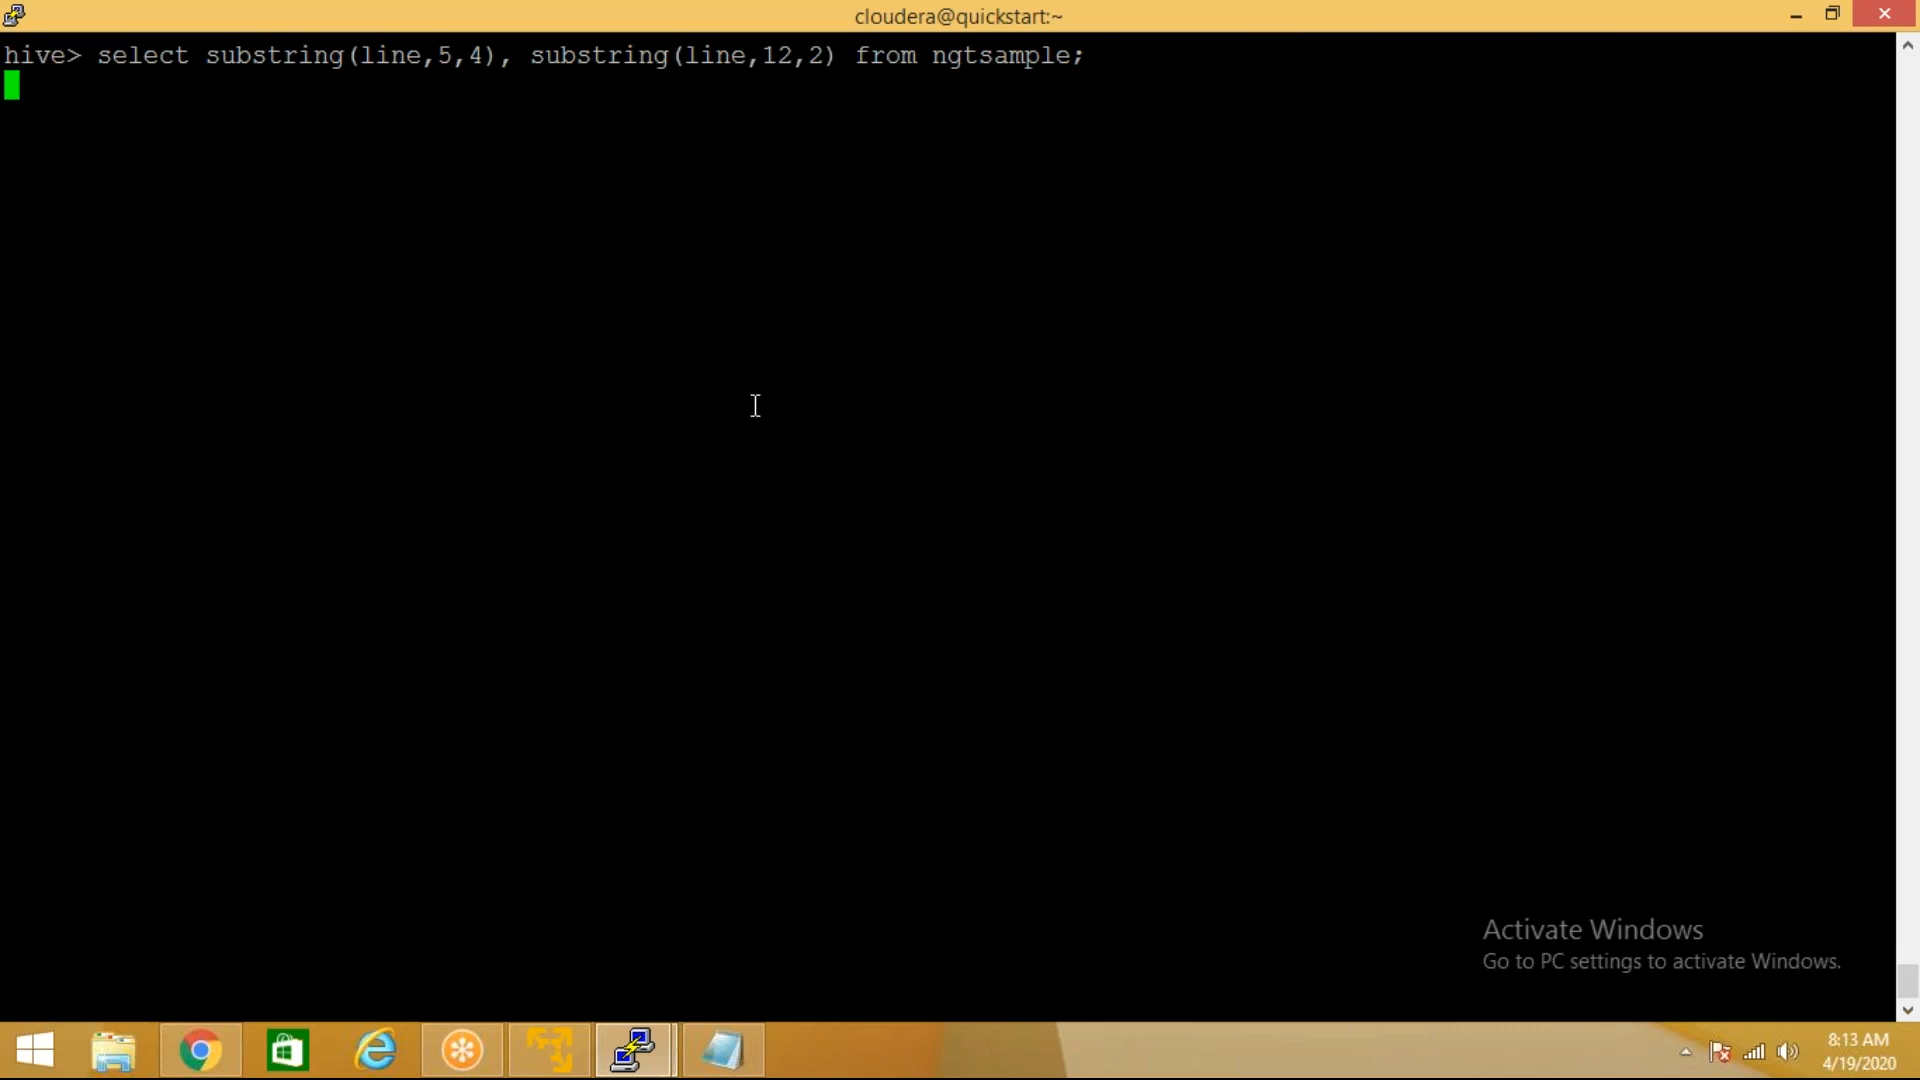 cloudera@quickstart:~
hive> select substring(line,5,4), substring(line,12,2) from ngtsample;
Activate Windows
Go to PC settings to activate Windows.
8:13 AM
4/19/2020